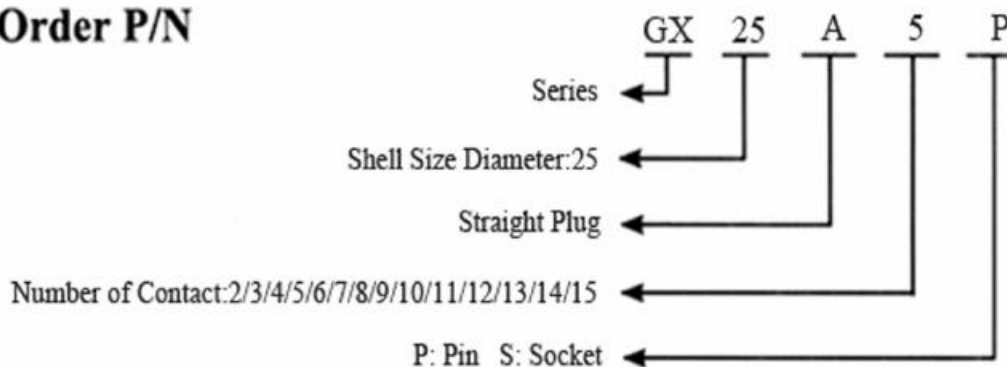 Order P/N
GX 25 A 5 P
Series
Shell Size Diameter:25
Straight Plug
Number of Contact:2/3/4/5/6/7/8/9/10/11/12/13/14/15
P: Pin S: Socket